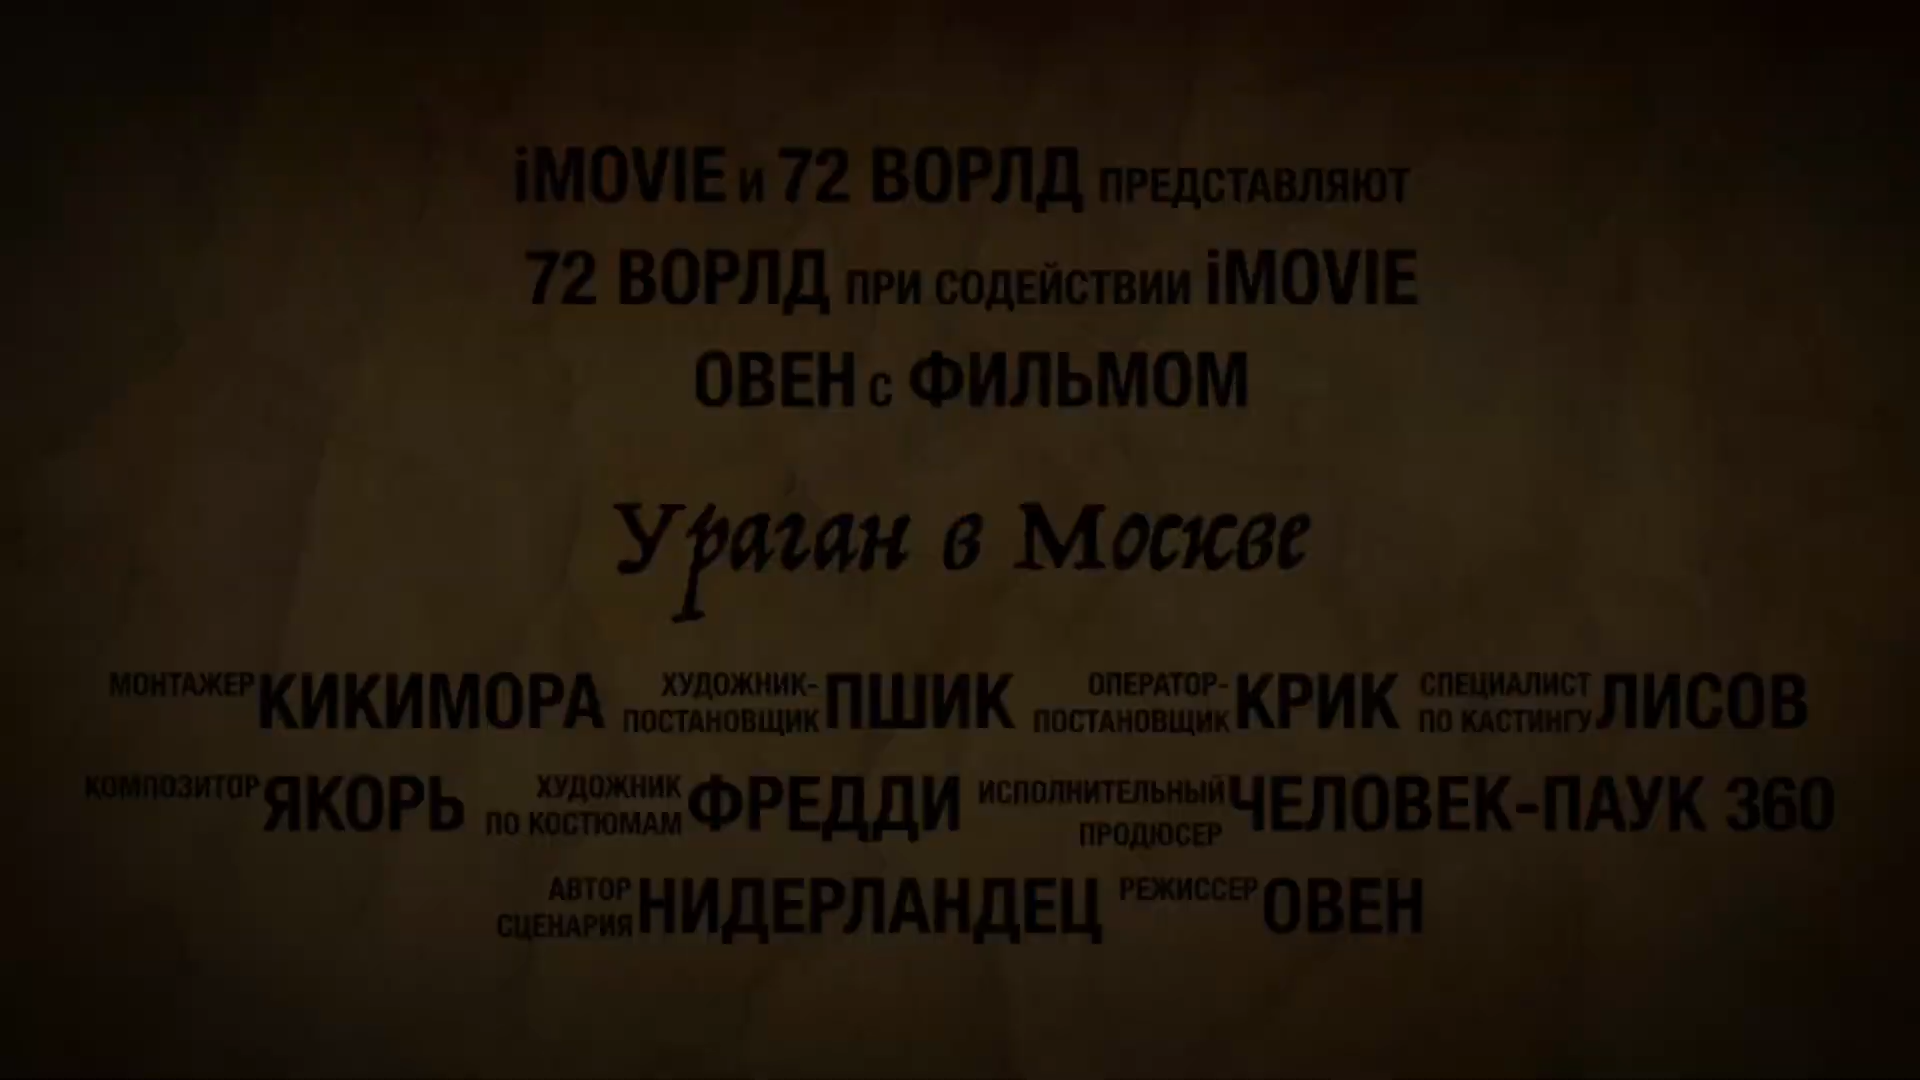 iMOVIE и 72 ВОРЛД ПРЕДСТАВЛЯЮТ
72 ВОРЛД ПРИ СОДЕЙСТВИИ iMOVIE
ОВЕН С ФИЛЬМОМ
Ураган в Москве
МОНТАЖЕР КИКИМОРА ХУДОЖНИК-ПОСТАНОВЩИК ПШИК ОПЕРАТОР-ПОСТАНОВЩИК КРИК СПЕЦИАЛИСТ ПО КАСТИНГУ ЛИСОВ
КОМПОЗИТОР ЯКОРЬ ХУДОЖНИК ПО КОСТЮМАМ ФРЕДДИ ИСПОЛНИТЕЛЬНЫЙ ПРОДЮСЕР ЧЕЛОВЕК-ПАУК 360
АВТОР СЦЕНАРИЯ НИДЕРЛАНДЕЦ РЕЖИССЕР ОВЕН